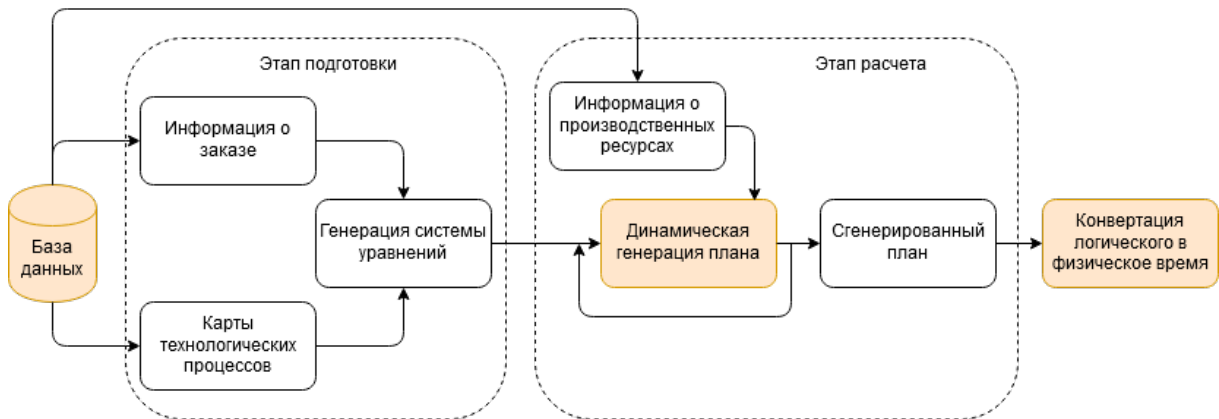 Этап подготовки
Этап расчета
Информация о
заказе
Информация о
производственных
ресурсах
База
данных
Генерация системы
уравнений
Динамическая
генерация плана
Сгенерированный
план
Конвертация
логического в
физическое время
Карты
технологических
процессов